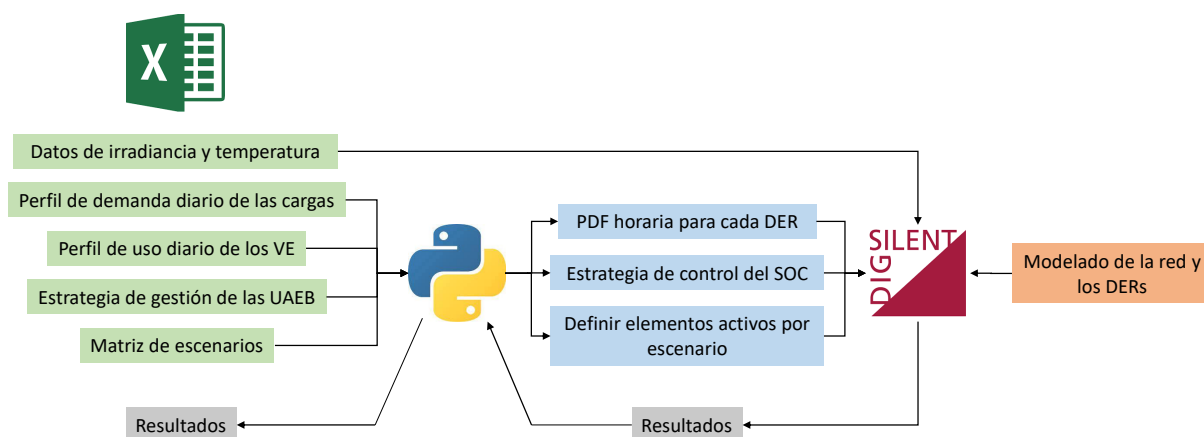 X
Datos de irradiancia y temperatura
Perfil de demanda diario de las cargas
Perfil de uso diario de los VE
Estrategia de gestión de las UAEB
Matriz de escenarios
PDF horaria para cada DER
Estrategia de control del SOC
Definir elementos activos por
escenario
DIG
SILENT
Modelado de la red y
los DERs
Resultados
Resultados